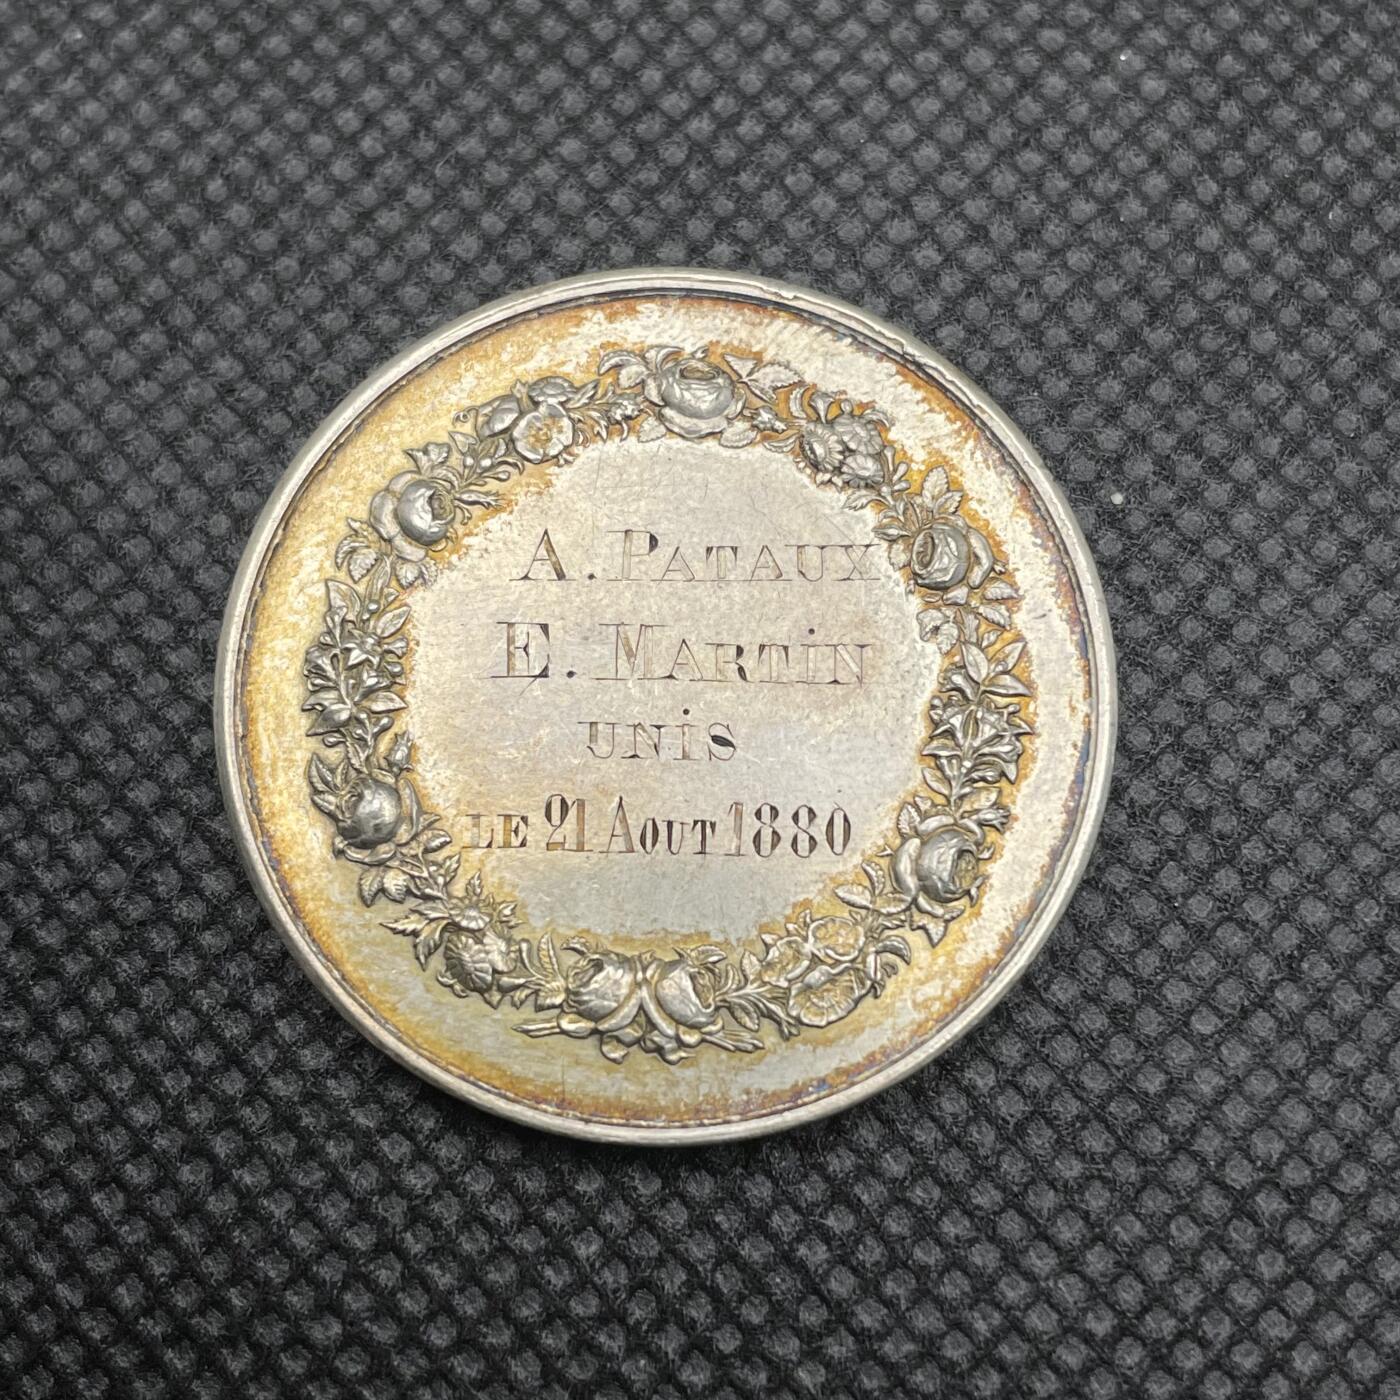 A. PATAUX
E. MARTIN
UNIS
LE 21 AOUT 1880